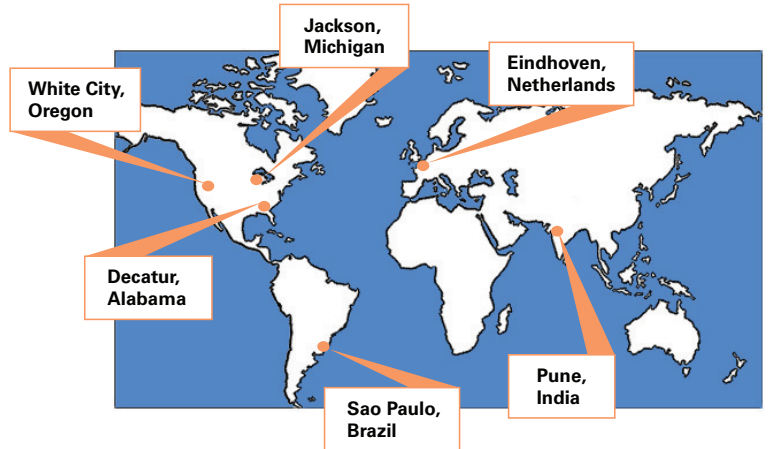 Jackson,
Michigan
Eindhoven,
Netherlands
White City,
Oregon
Decatur,
Alabama
Pune,
India
Sao Paulo,
Brazil